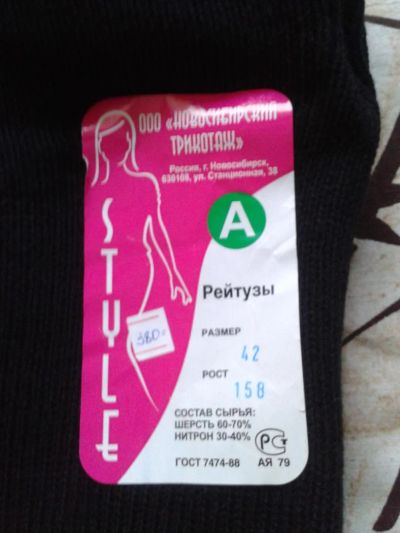 ООО «НОВОСИБИРСКИЙ
ТРИКОТАЖ»
Россия, г. Новосибирск,
630108, ул. Станционная, 38
STYLE
А
Рейтузы
380=
РАЗМЕР
42
РОСТ
158
СОСТАВ СЫРЬЯ:
ШЕРСТЬ 60-70%
НИТРОН 30-40%
РСТ
ГОСТ 7474-88
АЯ 79